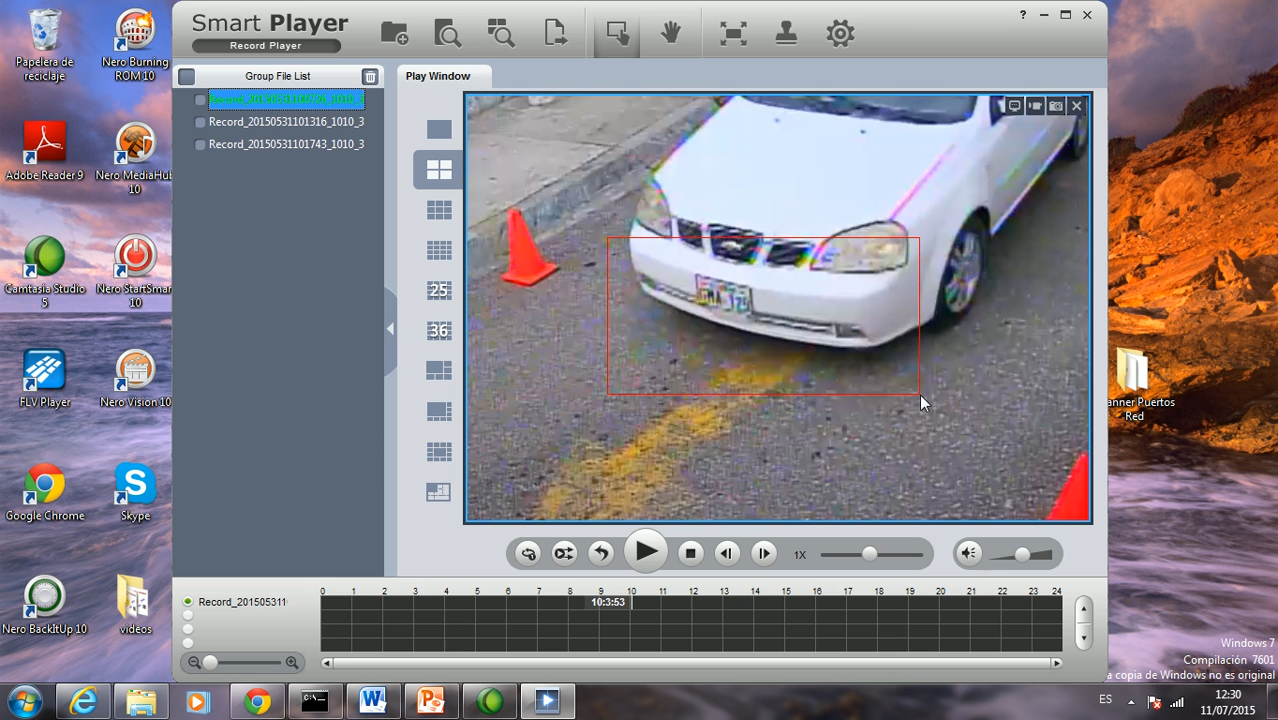 Papelera de
reciclaje
Nero Burning
ROM 10
Adobe Reader 9
Nero MediaHub
10
Camtasia Studio
5
Nero StartSmart
10
FLV Player
Nero Vision 10
Google Chrome
Skype
Nero BackItUp 10
videos
Smart Player
Record Player
?
Group File List
Record_20150531101316_1010_3
Record_20150531101743_1010_3
Play Window
25
36
1X
0 1 2 3 4 5 6 7 8 9 10 11 12 13 14 15 16 17 18 19 20 21 22 23 24
Record_201505311
10:3:53
anner Puertos
Red
Windows 7
Compilación 7601
a copia de Windows no es original
C:\_
W
P
ES
12:30
11/07/2015